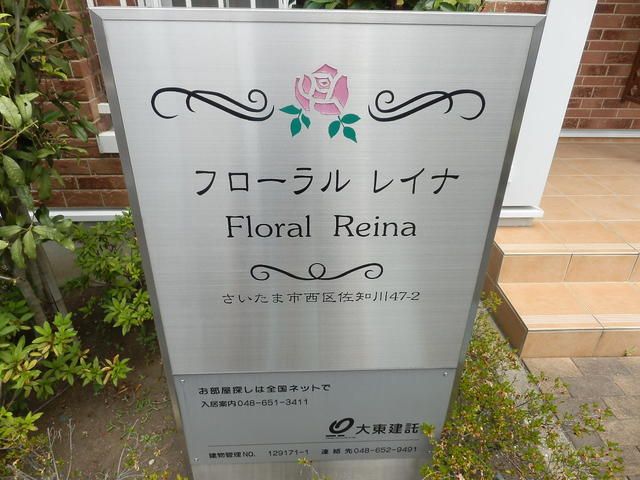 フローラル レイナ
Floral Reina
さいたま市西区佐知川47-2
お部屋探しは全国ネットで
入居案内048-651-3411
大東建託
建物管理NO. 129171-1 連絡先048-652-9491